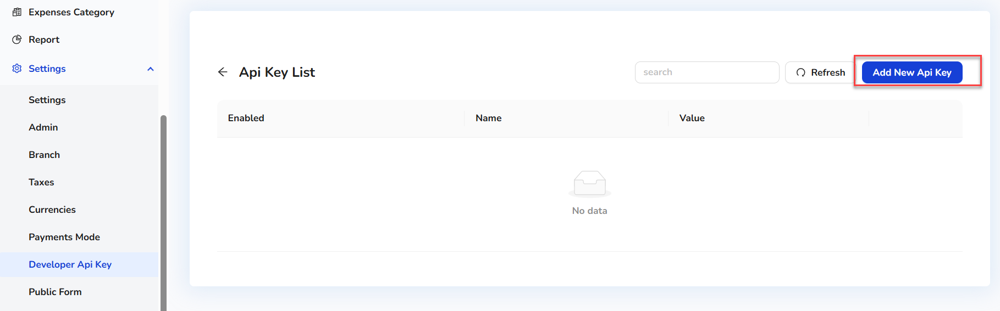 Expenses Category
Report
Settings
Settings
Admin
Branch
Taxes
Currencies
Payments Mode
Developer Api Key
Public Form
Api Key List
search
Refresh
Add New Api Key
Enabled Name Value
No data